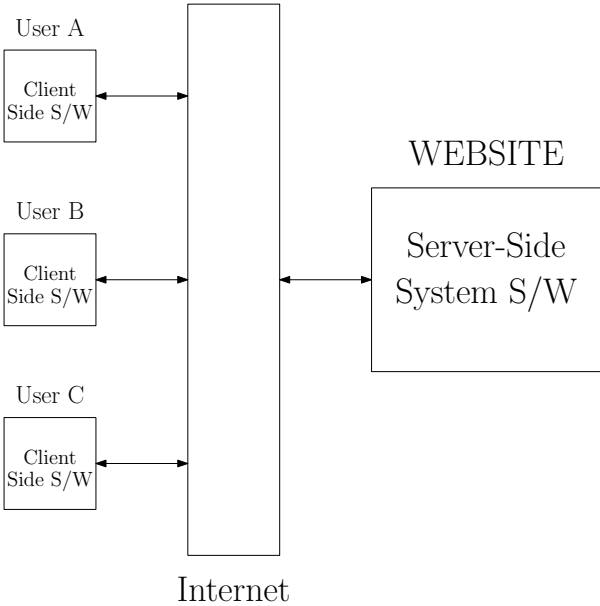 User A
Client
Side S/W
User B
Client
Side S/W
User C
Client
Side S/W
Internet
WEBSITE
Server-Side
System S/W